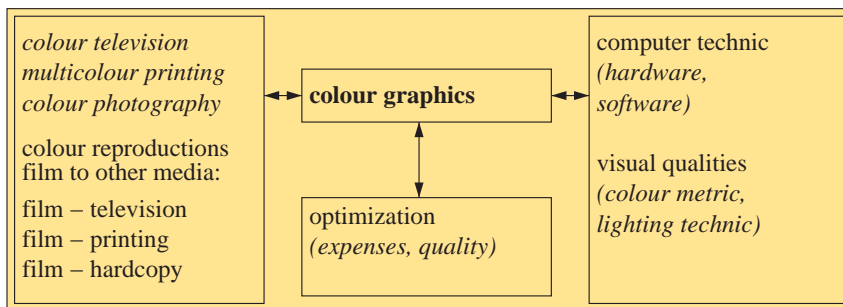 colour television
multicolour printing
colour photography
colour reproductions
film to other media:
film – television
film – printing
film – hardcopy
colour graphics
optimization
(expenses, quality)
computer technic
(hardware,
software)
visual qualities
(colour metric,
lighting technic)